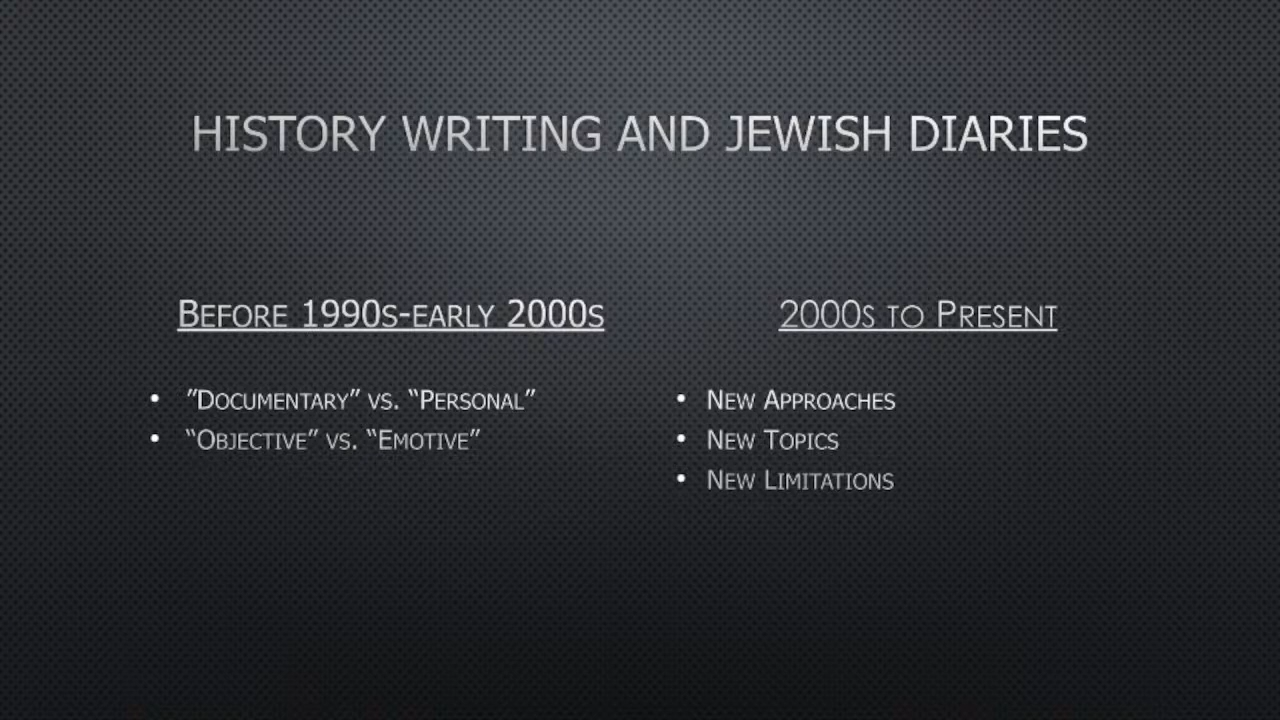 HISTORY WRITING AND JEWISH DIARIES
BEFORE 1990S-EARLY 2000S
• ”DOCUMENTARY” VS. “PERSONAL”
• “OBJECTIVE” VS. “EMOTIVE”
2000S TO PRESENT
• NEW APPROACHES
• NEW TOPICS
• NEW LIMITATIONS